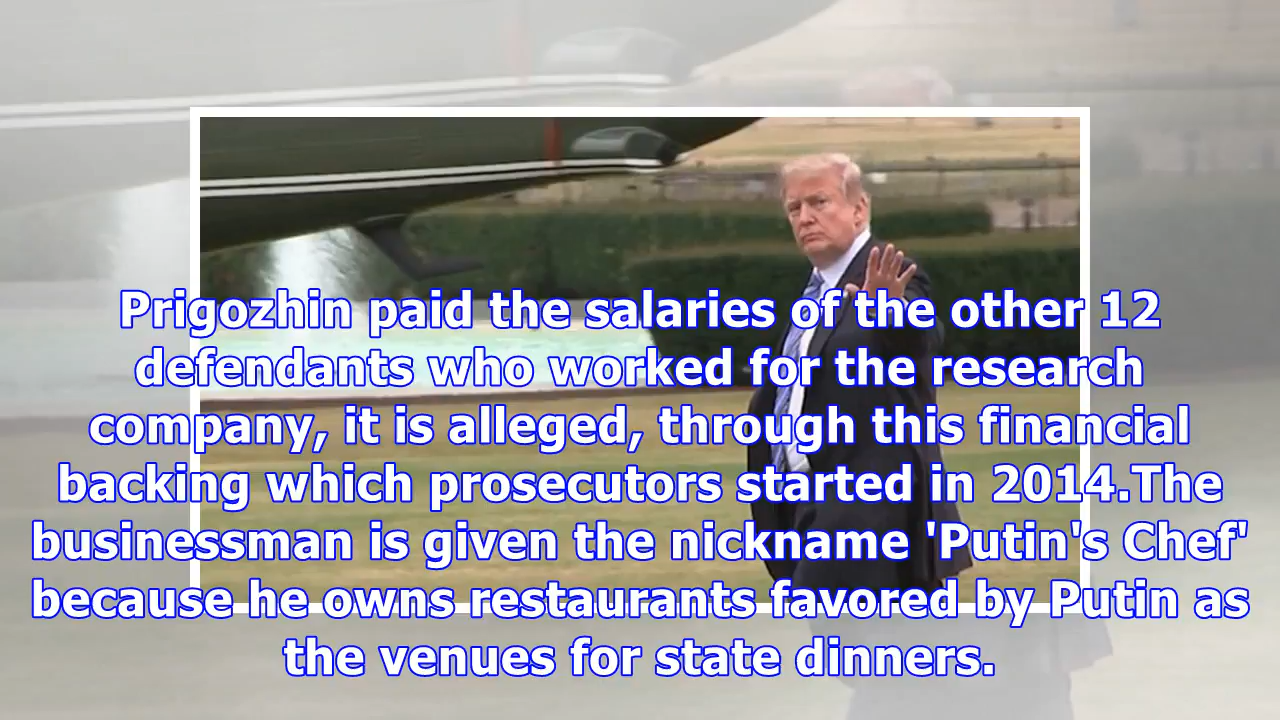 Prigozhin paid the salaries of the other 12
defendants who worked for the research
company, it is alleged, through this financial
backing which prosecutors started in 2014.The
businessman is given the nickname 'Putin's Chef'
because he owns restaurants favored by Putin as
the venues for state dinners.